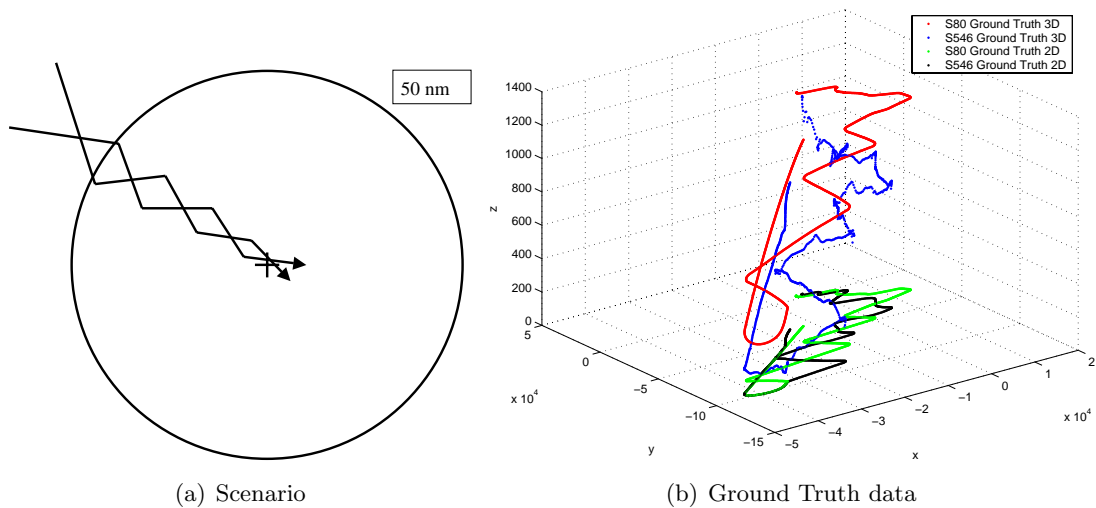 50 nm
S80 Ground Truth 3D
S546 Ground Truth 3D
S80 Ground Truth 2D
S546 Ground Truth 2D
1400
1200
1000
800
600
400
200
0
z
5
0
−5
−10
−15
x 10^4
y
−5
−4
−3
−2
−1
0
1
2
x 10^4
x
(a) Scenario
(b) Ground Truth data